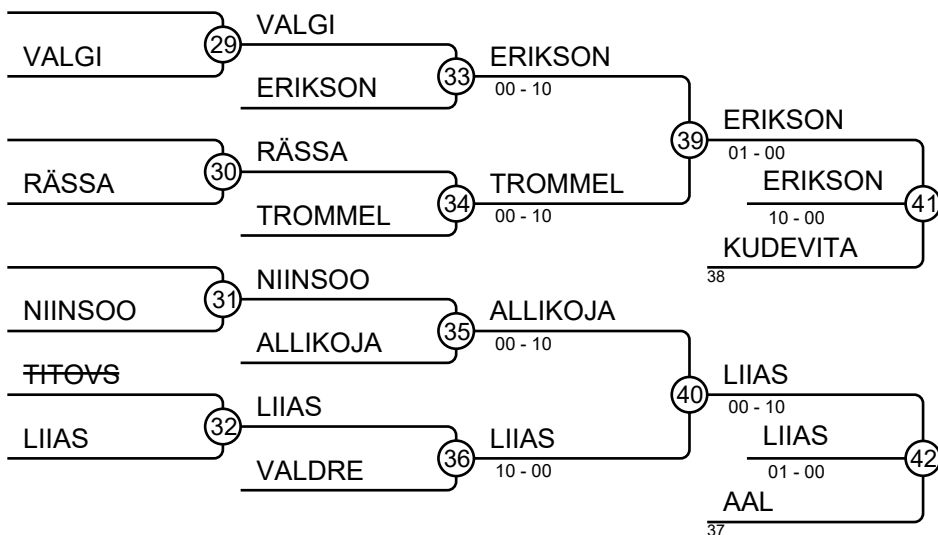 VALGI
29
VALGI
ERIKSON
33
ERIKSON
00 - 10
RÄSSA
30
RÄSSA
TROMMEL
34
TROMMEL
00 - 10
39
ERIKSON
01 - 00
ERIKSON
10 - 00
41
KUDEVITA
38
NIINSOO
31
NIINSOO
ALLIKOJA
35
ALLIKOJA
00 - 10
TITOVS
LIIAS
32
LIIAS
VALDRE
36
LIIAS
10 - 00
40
LIIAS
00 - 10
LIIAS
01 - 00
42
AAL
37